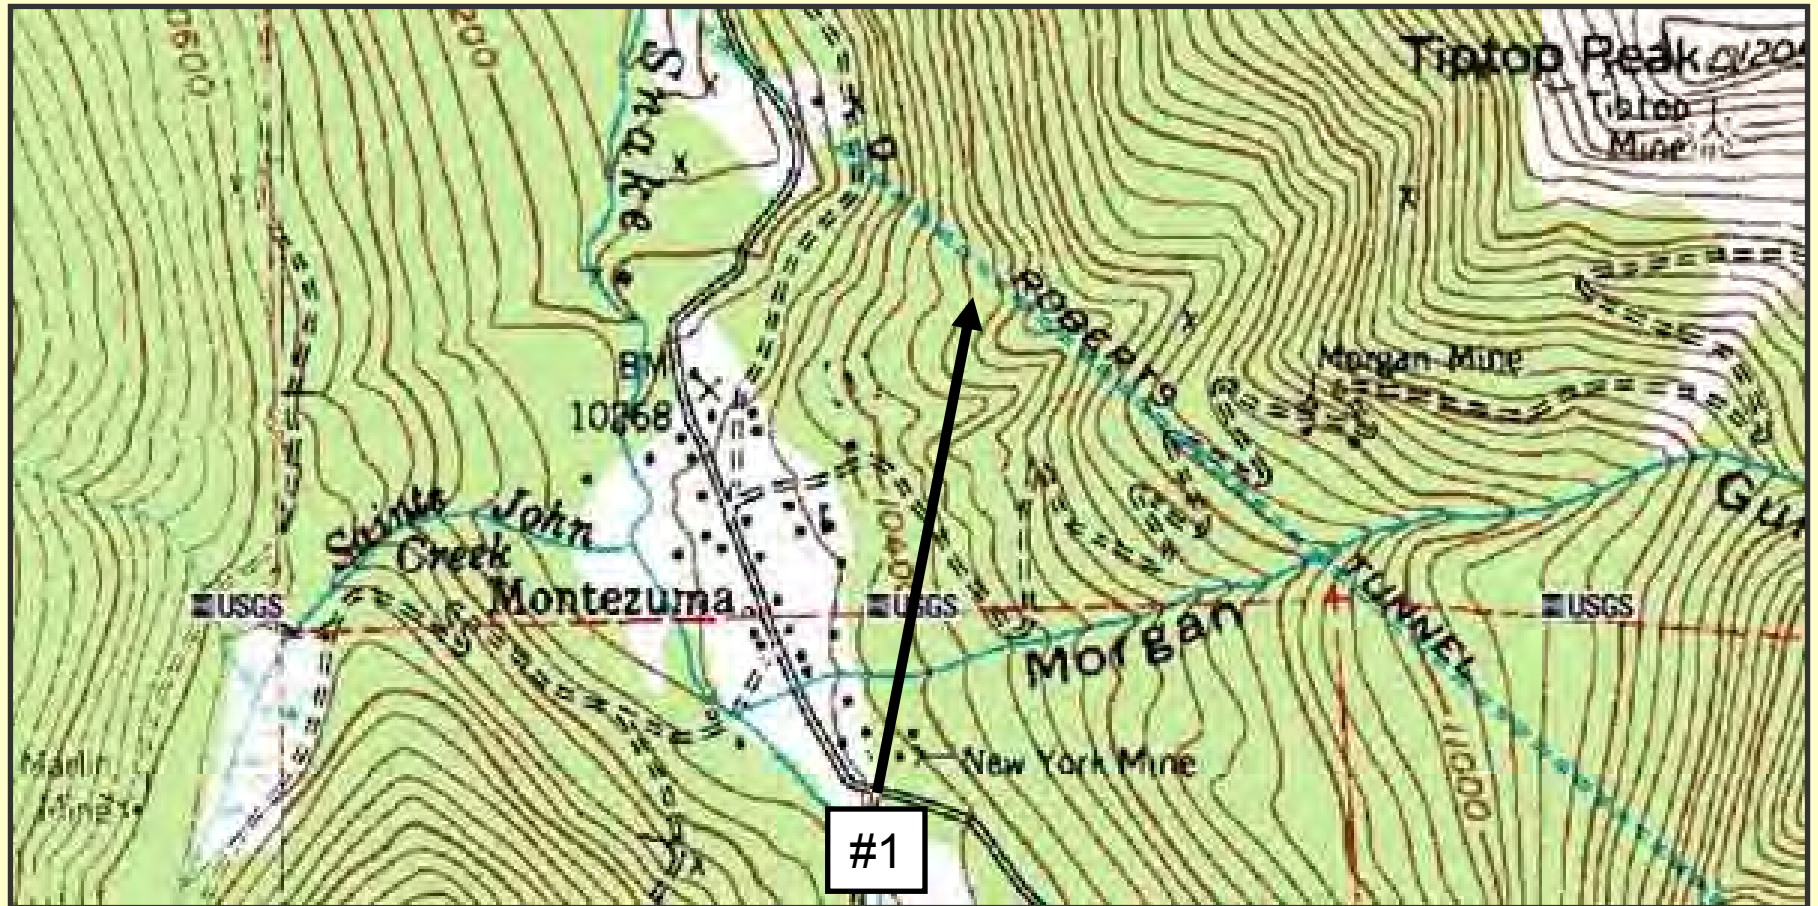 Snake
Tiptop Peak
Tiptop
Mine
ROBERTS
Morgan Mine
BM
10268
Saints John
Creek
Montezuma
USGS
USGS
USGS
Morgan
TUNNEL
New York Mine
11000
#1